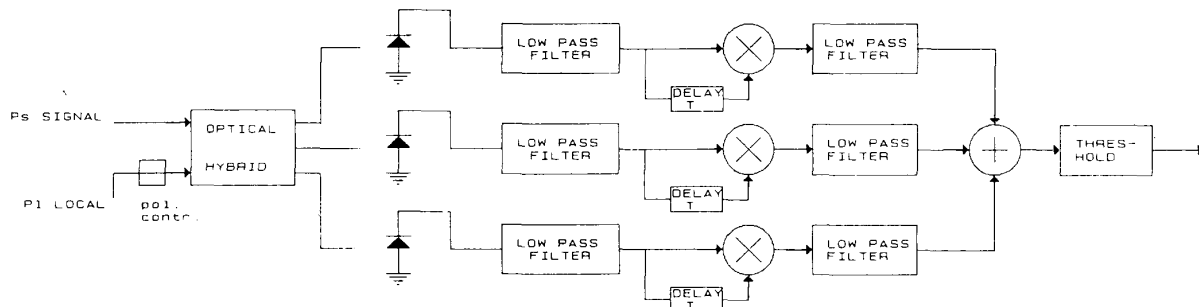 LOW PASS
FILTER
LOW PASS
FILTER
DELAY
T
Ps SIGNAL
OPTICAL
HYBRID
LOW PASS
FILTER
LOW PASS
FILTER
THRES-
HOLD
DELAY
T
Pl LOCAL
pol.
contr.
LOW PASS
FILTER
LOW PASS
FILTER
DELAY
T